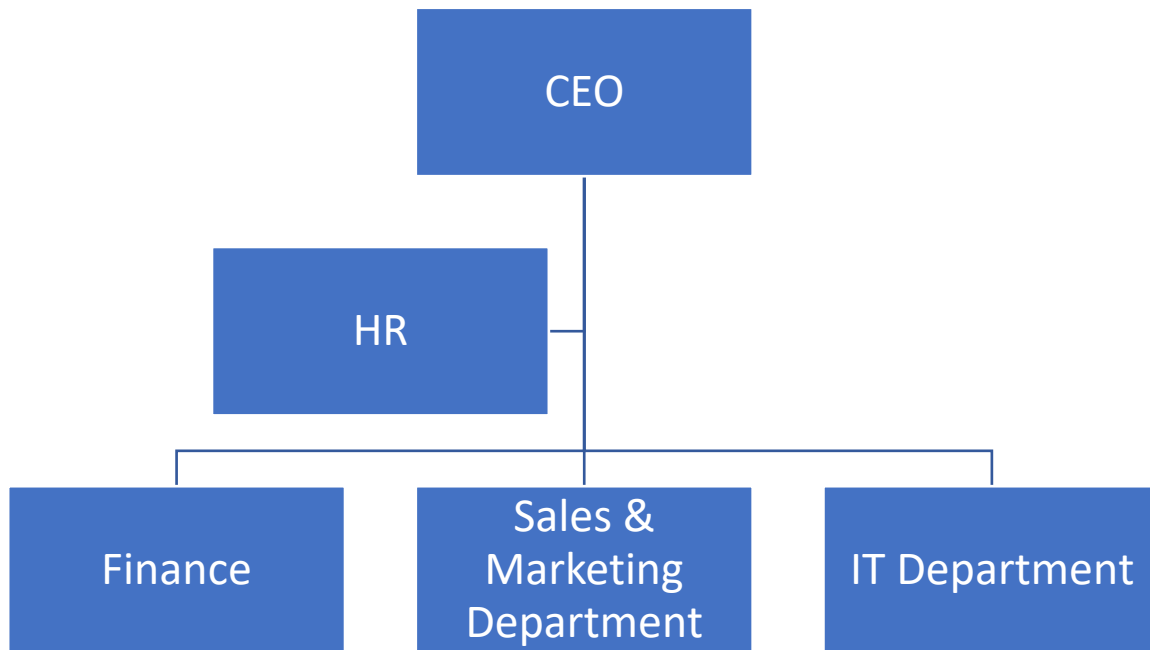 CEO
HR
Finance
Sales &
Marketing
Department
IT Department